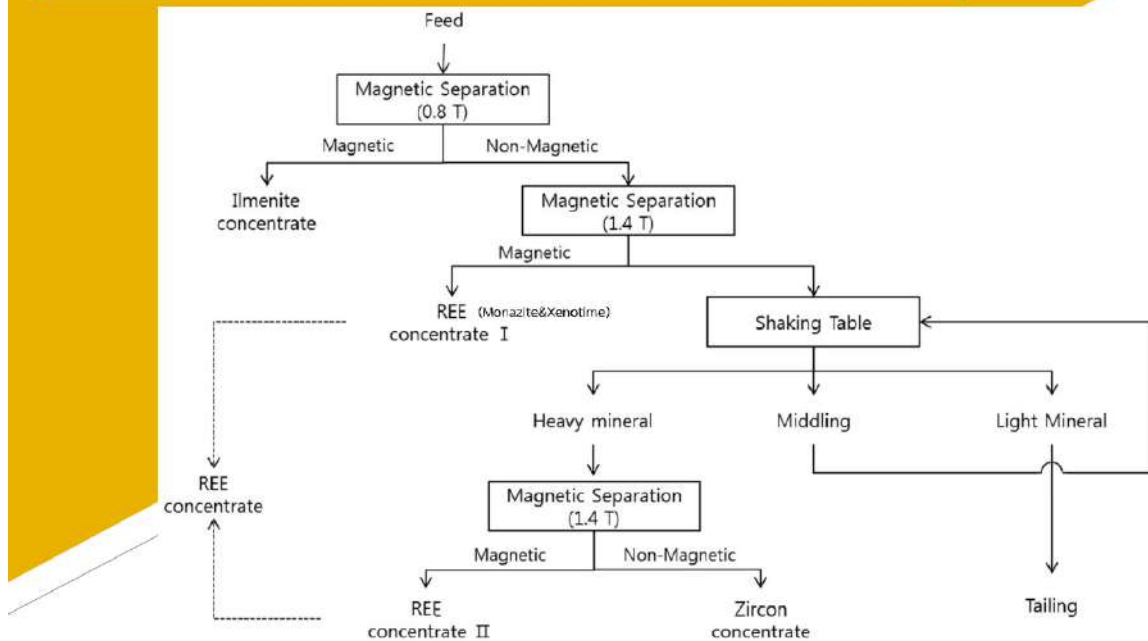 Feed
Magnetic Separation
(0.8 T)
Magnetic
Non-Magnetic
Ilmenite
concentrate
Magnetic Separation
(1.4 T)
Magnetic
REE (Monazite&Xenotime)
concentrate Ⅰ
Shaking Table
Heavy mineral
Middling
Light Mineral
REE
concentrate
Magnetic Separation
(1.4 T)
Magnetic
Non-Magnetic
REE
concentrate Ⅱ
Zircon
concentrate
Tailing